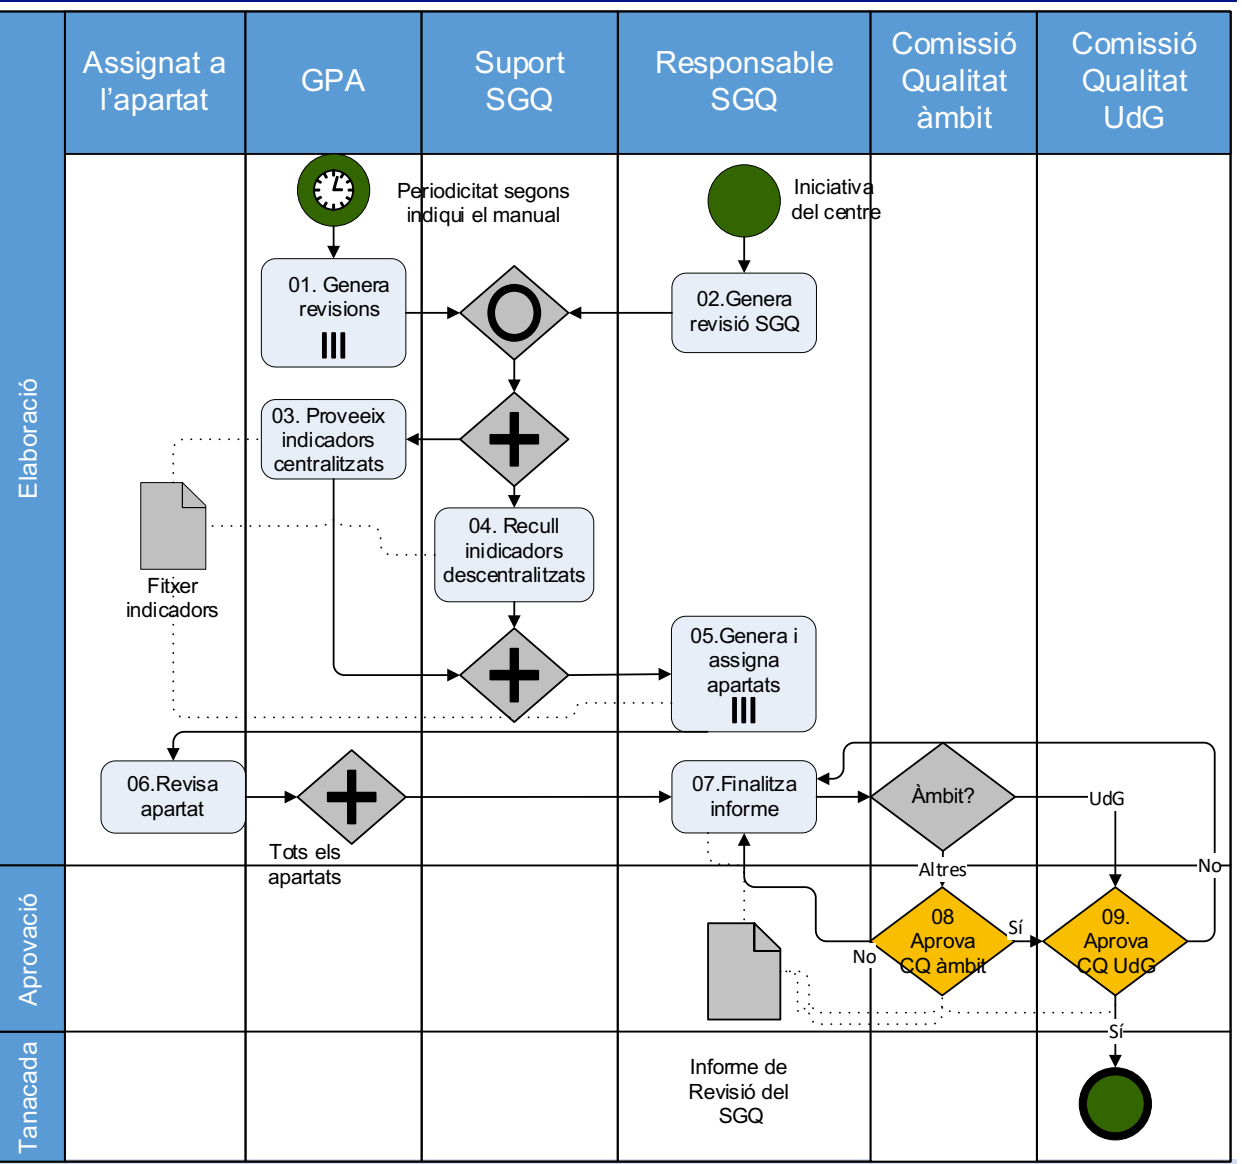 Assignat a
l'apartat
GPA
Suport
SGQ
Responsable
SGQ
Comissió
Qualitat
àmbit
Comissió
Qualitat
UdG
Elaboració
Periodicitat segons
indiqui el manual
Iniciativa
del centre
01. Genera
revisions
02.Genera
revisió SGQ
03. Proveeix
indicadors
centralitzats
04. Recull
inidicadors
descentralitzats
Fitxer
indicadors
05.Genera i
assigna
apartats
06.Revisa
apartat
Tots els
apartats
07.Finalitza
informe
Àmbit?
UdG
Altres
No
Aprovació
08
Aprova
CQ àmbit
Sí
No
09.
Aprova
CQ UdG
Sí
Tanacada
Informe de
Revisió del
SGQ